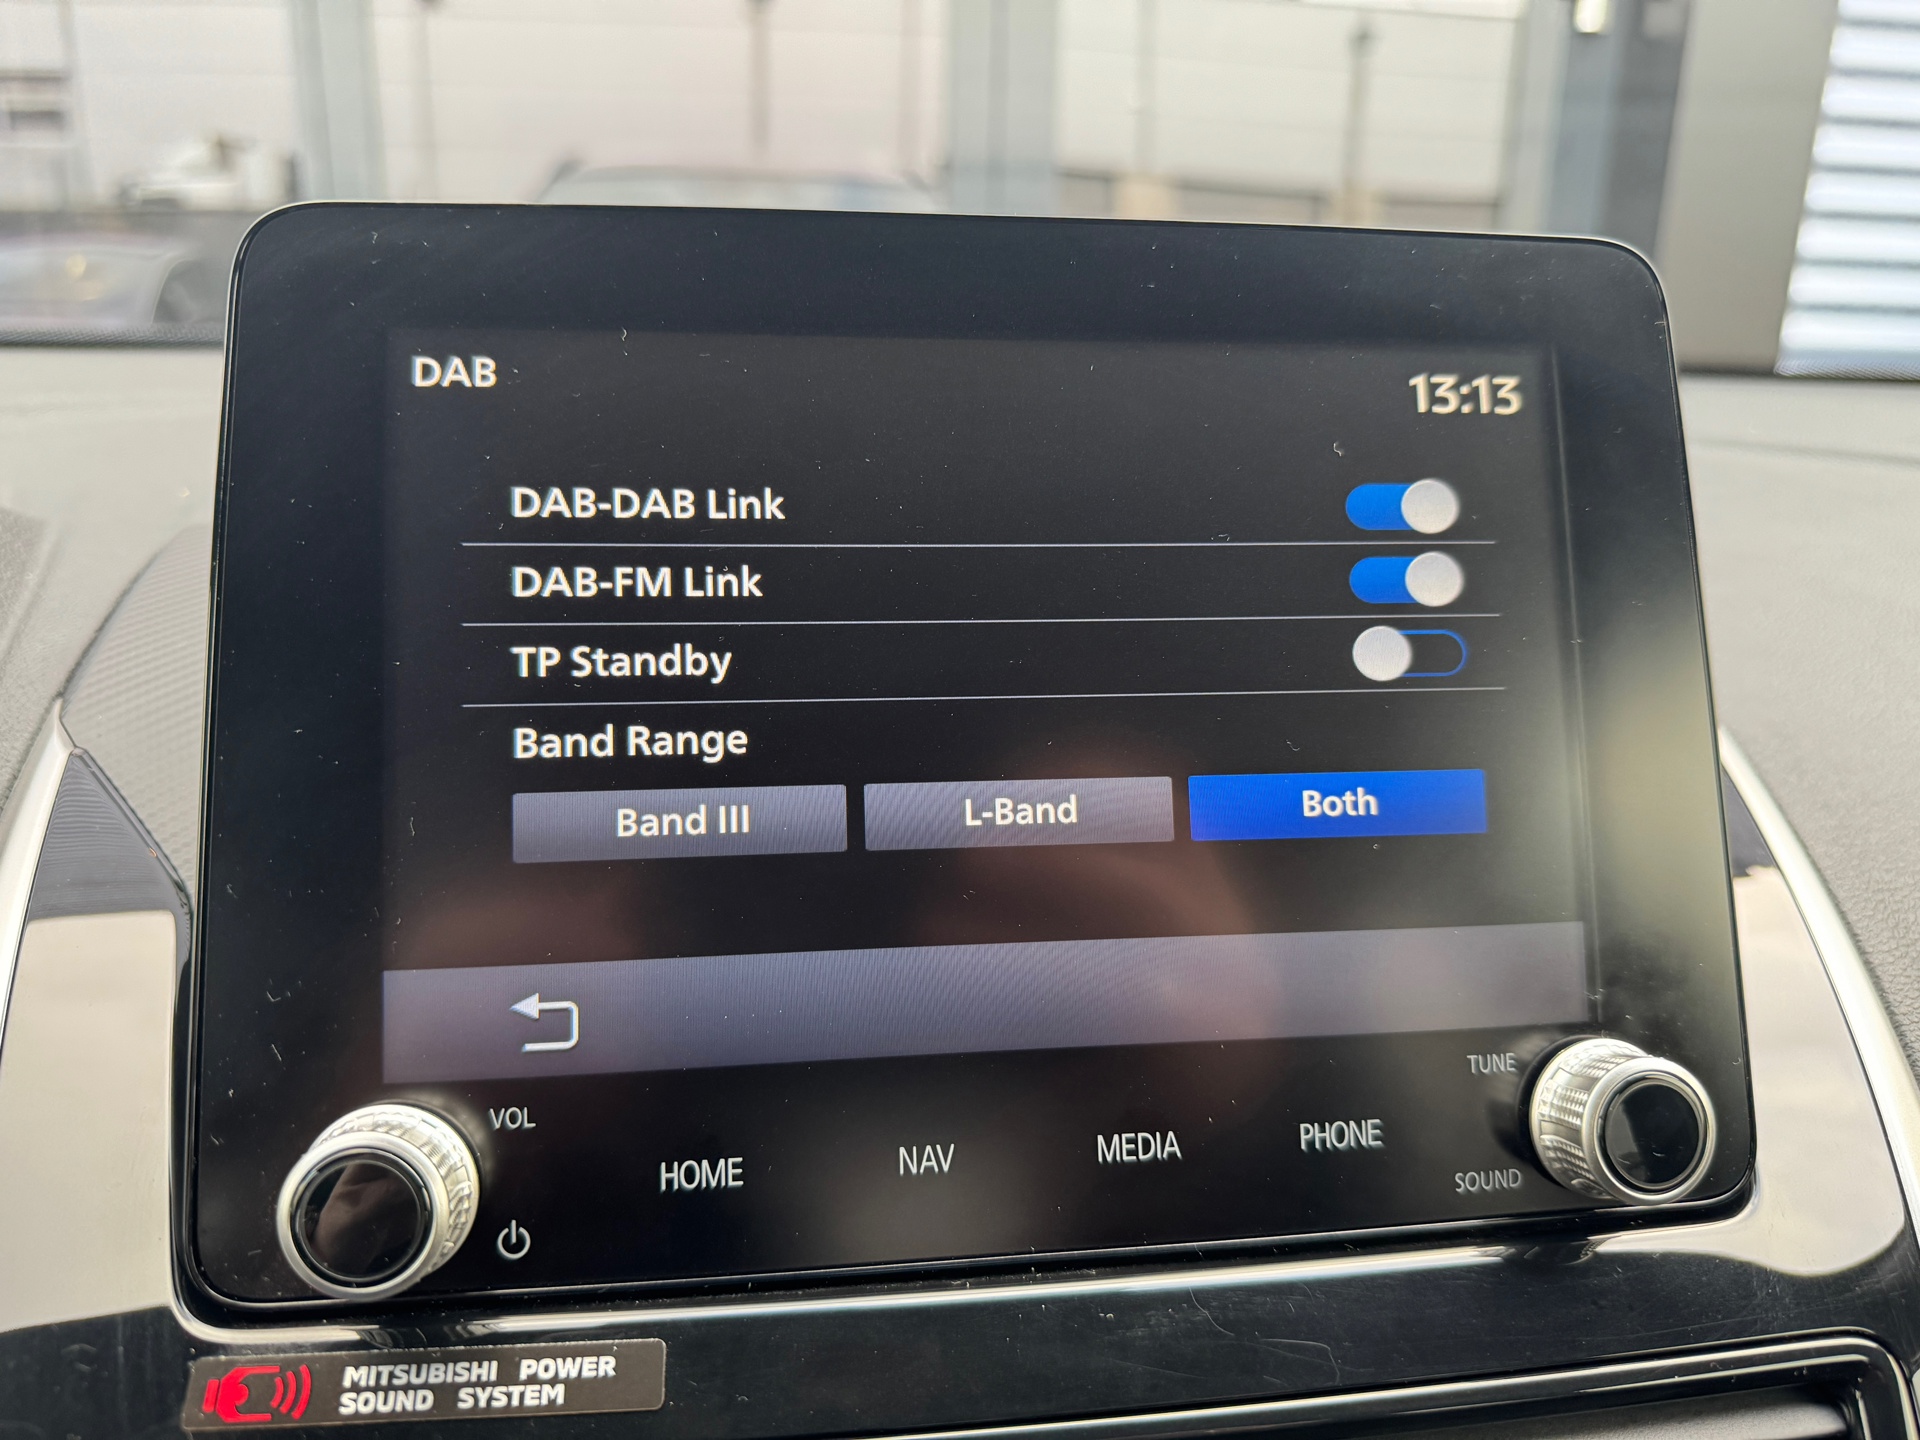 DAB
13:13
DAB-DAB Link
DAB-FM Link
TP Standby
Band Range
Band III
L-Band
Both
VOL
HOME
NAV
MEDIA
PHONE
TUNE
SOUND
MITSUBISHI POWER
SOUND SYSTEM